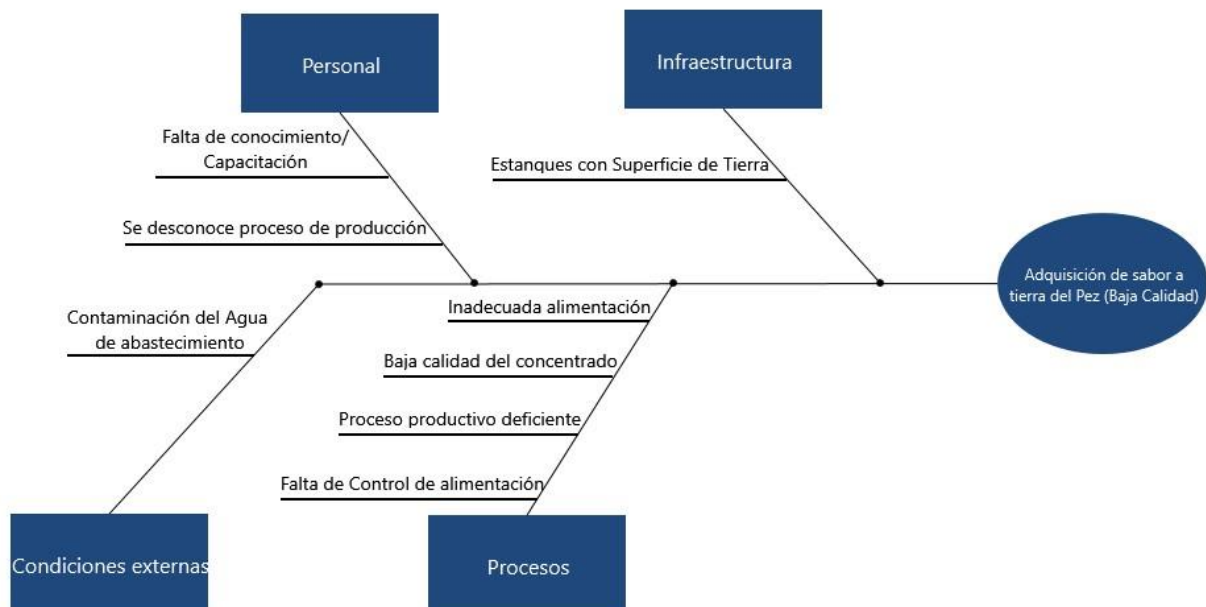 Personal
Infraestructura
Falta de conocimiento/
Capacitación
Estanques con Superficie de Tierra
Se desconoce proceso de producción
Adquisición de sabor a
tierra del Pez (Baja Calidad)
Contaminación del Agua
de abastecimiento
Inadecuada alimentación
Baja calidad del concentrado
Proceso productivo deficiente
Falta de Control de alimentación
Condiciones externas
Procesos